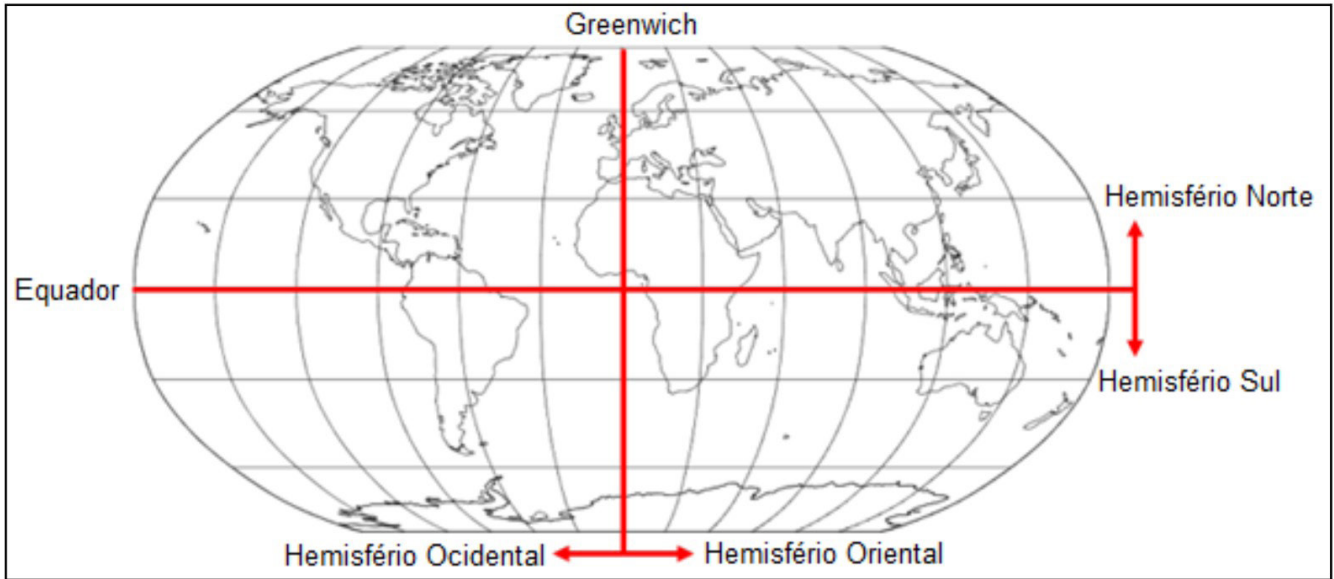 Greenwich
Hemisfério Norte
Equador
Hemisfério Sul
Hemisfério Ocidental
Hemisfério Oriental